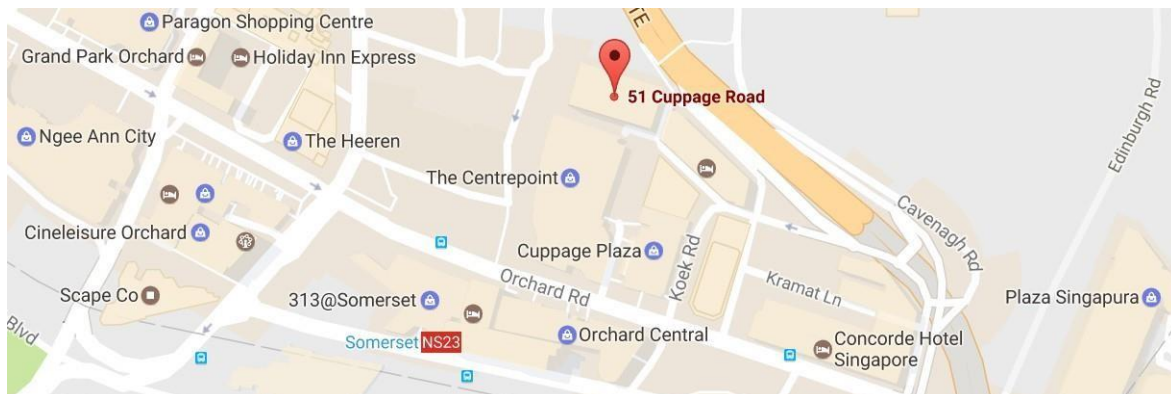 Paragon Shopping Centre
Grand Park Orchard
Holiday Inn Express
TE
51 Cuppage Road
Ngee Ann City
The Heeren
Edinburgh Rd
The Centrepoint
Cavenagh Rd
Cineleisure Orchard
Cuppage Plaza
Koek Rd
Orchard Rd
Kramat Ln
Scape Co
313@Somerset
Plaza Singapura
Blvd
Somerset NS23
Orchard Central
Concorde Hotel
Singapore